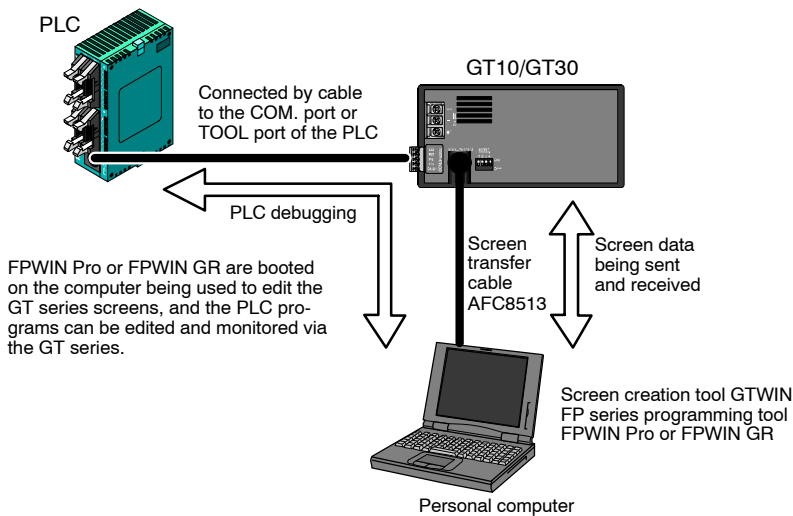 PLC
GT10/GT30
Connected by cable
to the COM. port or
TOOL port of the PLC
PLC debugging
FPWIN Pro or FPWIN GR are booted
on the computer being used to edit the
GT series screens, and the PLC pro-
grams can be edited and monitored via
the GT series.
Screen
transfer
cable
AFC8513
Screen data
being sent
and received
Screen creation tool GTWIN
FP series programming tool
FPWIN Pro or FPWIN GR
Personal computer